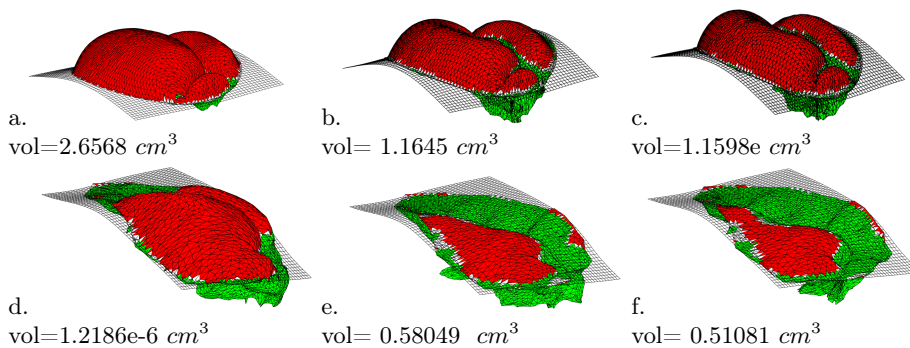 a. b. c.
vol=2.6568 cm³ vol= 1.1645 cm³ vol=1.1598e cm³
d. e. f.
vol=1.2186e-6 cm³ vol= 0.58049 cm³ vol= 0.51081 cm³